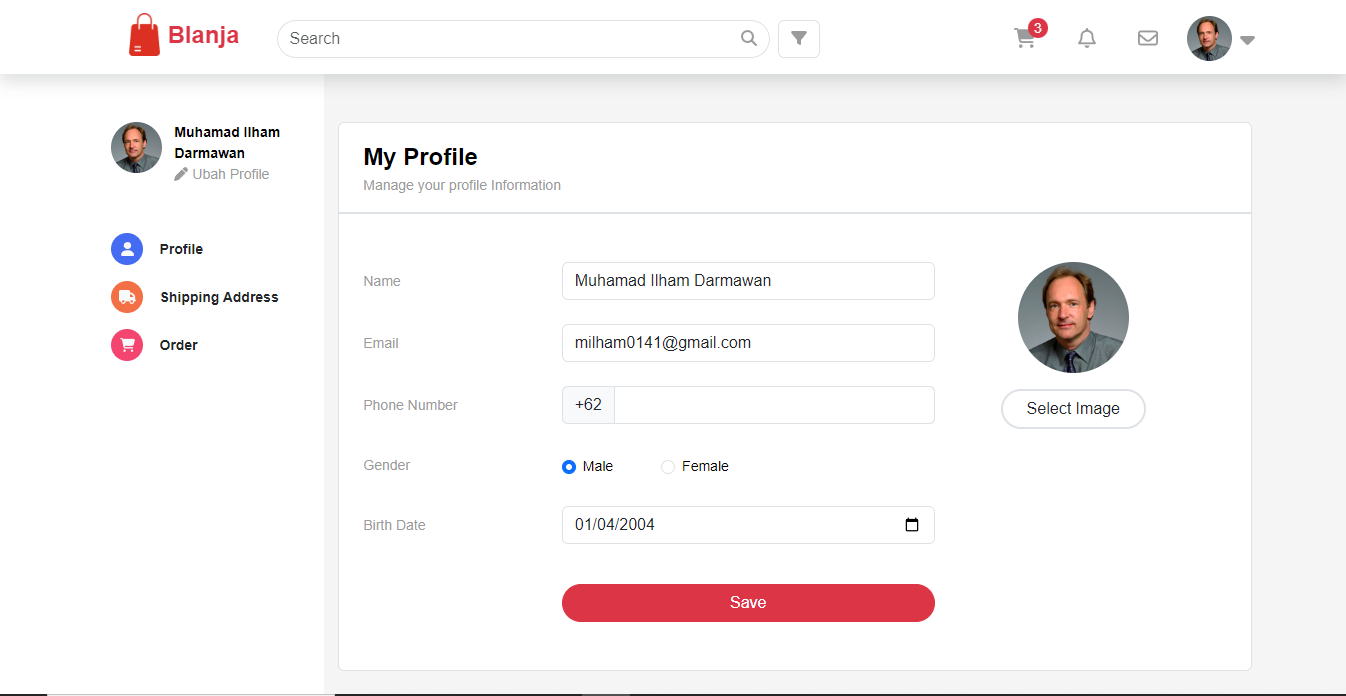 Blanja
Search
3
Muhamad Ilham
Darmawan
Ubah Profile
Profile
Shipping Address
Order
My Profile
Manage your profile Information
Name
Muhamad Ilham Darmawan
Email
milham0141@gmail.com
Phone Number
+62
Gender
Male
Female
Birth Date
01/04/2004
Save
Select Image